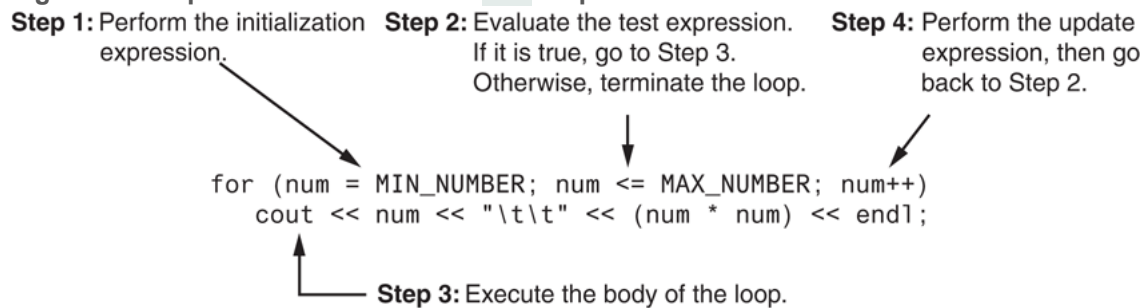 Step 1: Perform the initialization
expression.
Step 2: Evaluate the test expression.
If it is true, go to Step 3.
Otherwise, terminate the loop.
Step 4: Perform the update
expression, then go
back to Step 2.
for (num = MIN_NUMBER; num <= MAX_NUMBER; num++)
cout << num << "\t\t" << (num * num) << endl;
Step 3: Execute the body of the loop.